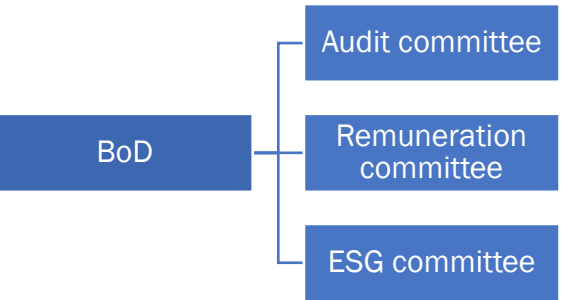 Audit committee
BoD
Remuneration
committee
ESG committee